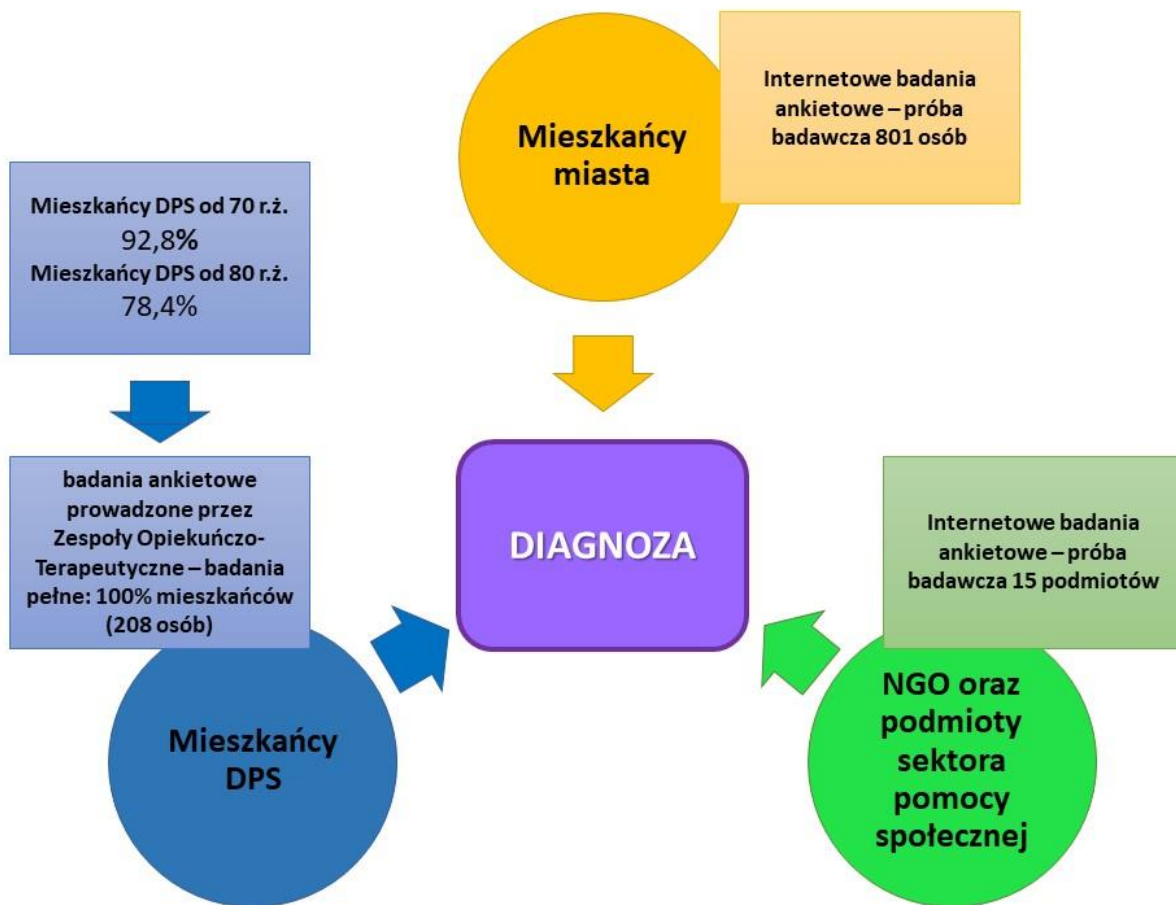 Mieszkańcy
miasta
Internetowe badania
ankietowe – próba
badawcza 801 osób
Mieszkańcy DPS od 70 r.ż.
92,8%
Mieszkańcy DPS od 80 r.ż.
78,4%
badania ankietowe
prowadzone przez
Zespoły Opiekuńczo-
Terapeutyczne – badania
pełne: 100% mieszkańców
(208 osób)
Mieszkańcy
DPS
DIAGNOZA
Internetowe badania
ankietowe – próba
badawcza 15 podmiotów
NGO oraz
podmioty
sektora
pomocy
społecznej